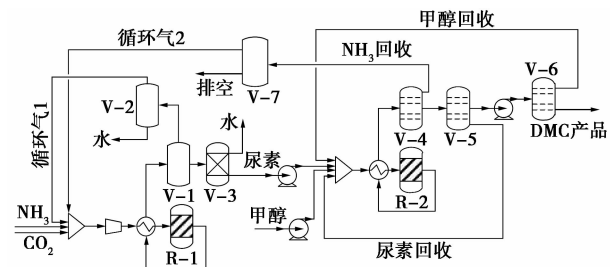 甲醇回收
循环气2
NH₃回收
V-6
V-2
排空
V-7
循环气1
水
水
尿素
V-4
V-5
DMC产品
V-1
V-3
NH₃
CO₂
甲醇
R-2
R-1
尿素回收